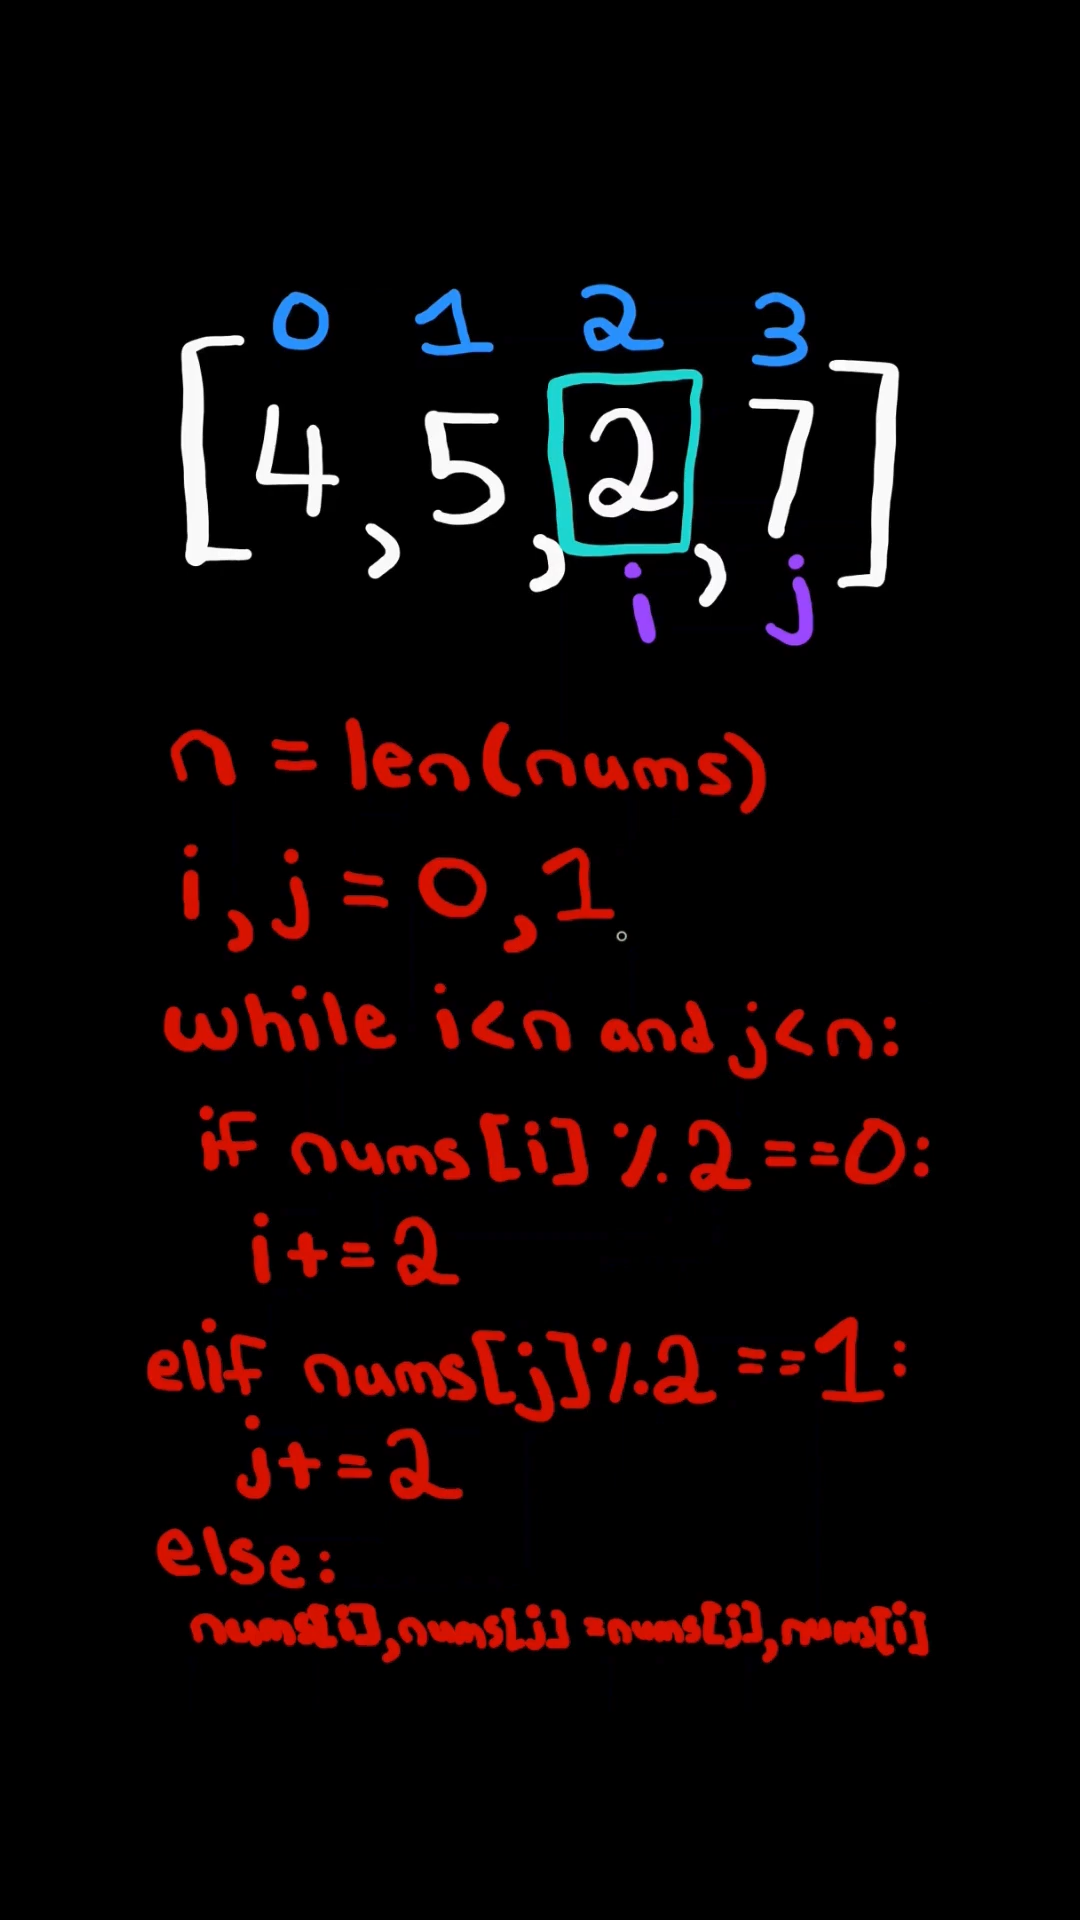 0 1 2 3
[4,5,2,7]
i j
n = len(nums)
i,j = 0,1
while i<n and j<n:
if nums[i] % 2 == 0:
i += 2
elif nums[j] % 2 == 1:
j += 2
else:
nums[i],nums[j] = nums[j],nums[i]